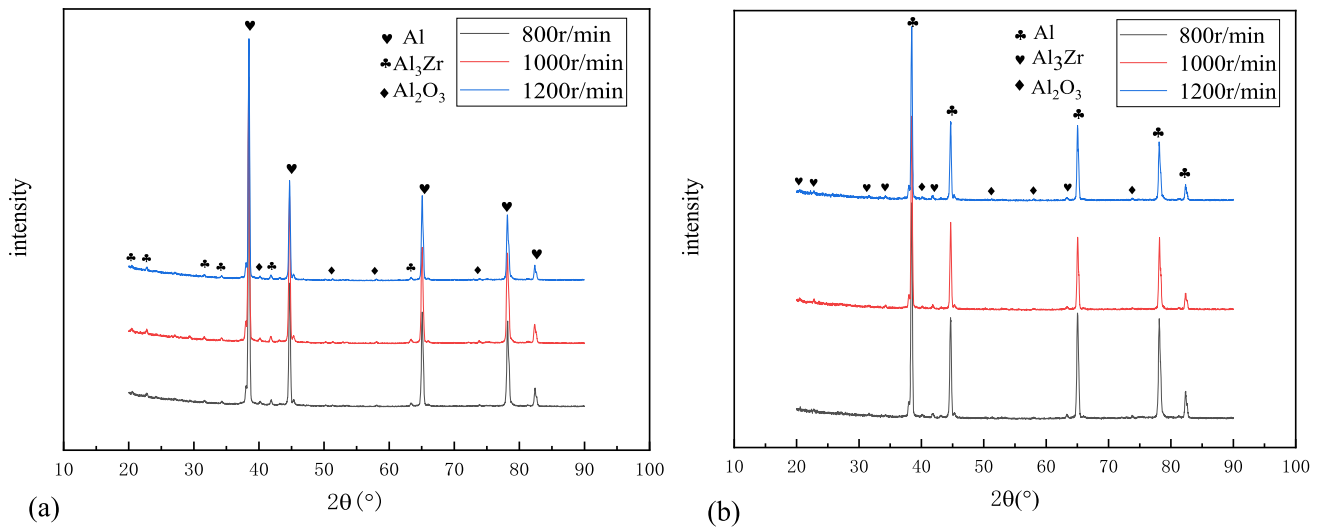 ♥ Al
♣ Al₃Zr
♦ Al₂O₃
800r/min
1000r/min
1200r/min
intensity
10 20 30 40 50 60 70 80 90 100
2θ (°)
(a)
♣ Al
♥ Al₃Zr
♦ Al₂O₃
800r/min
1000r/min
1200r/min
intensity
10 20 30 40 50 60 70 80 90 100
2θ(°)
(b)